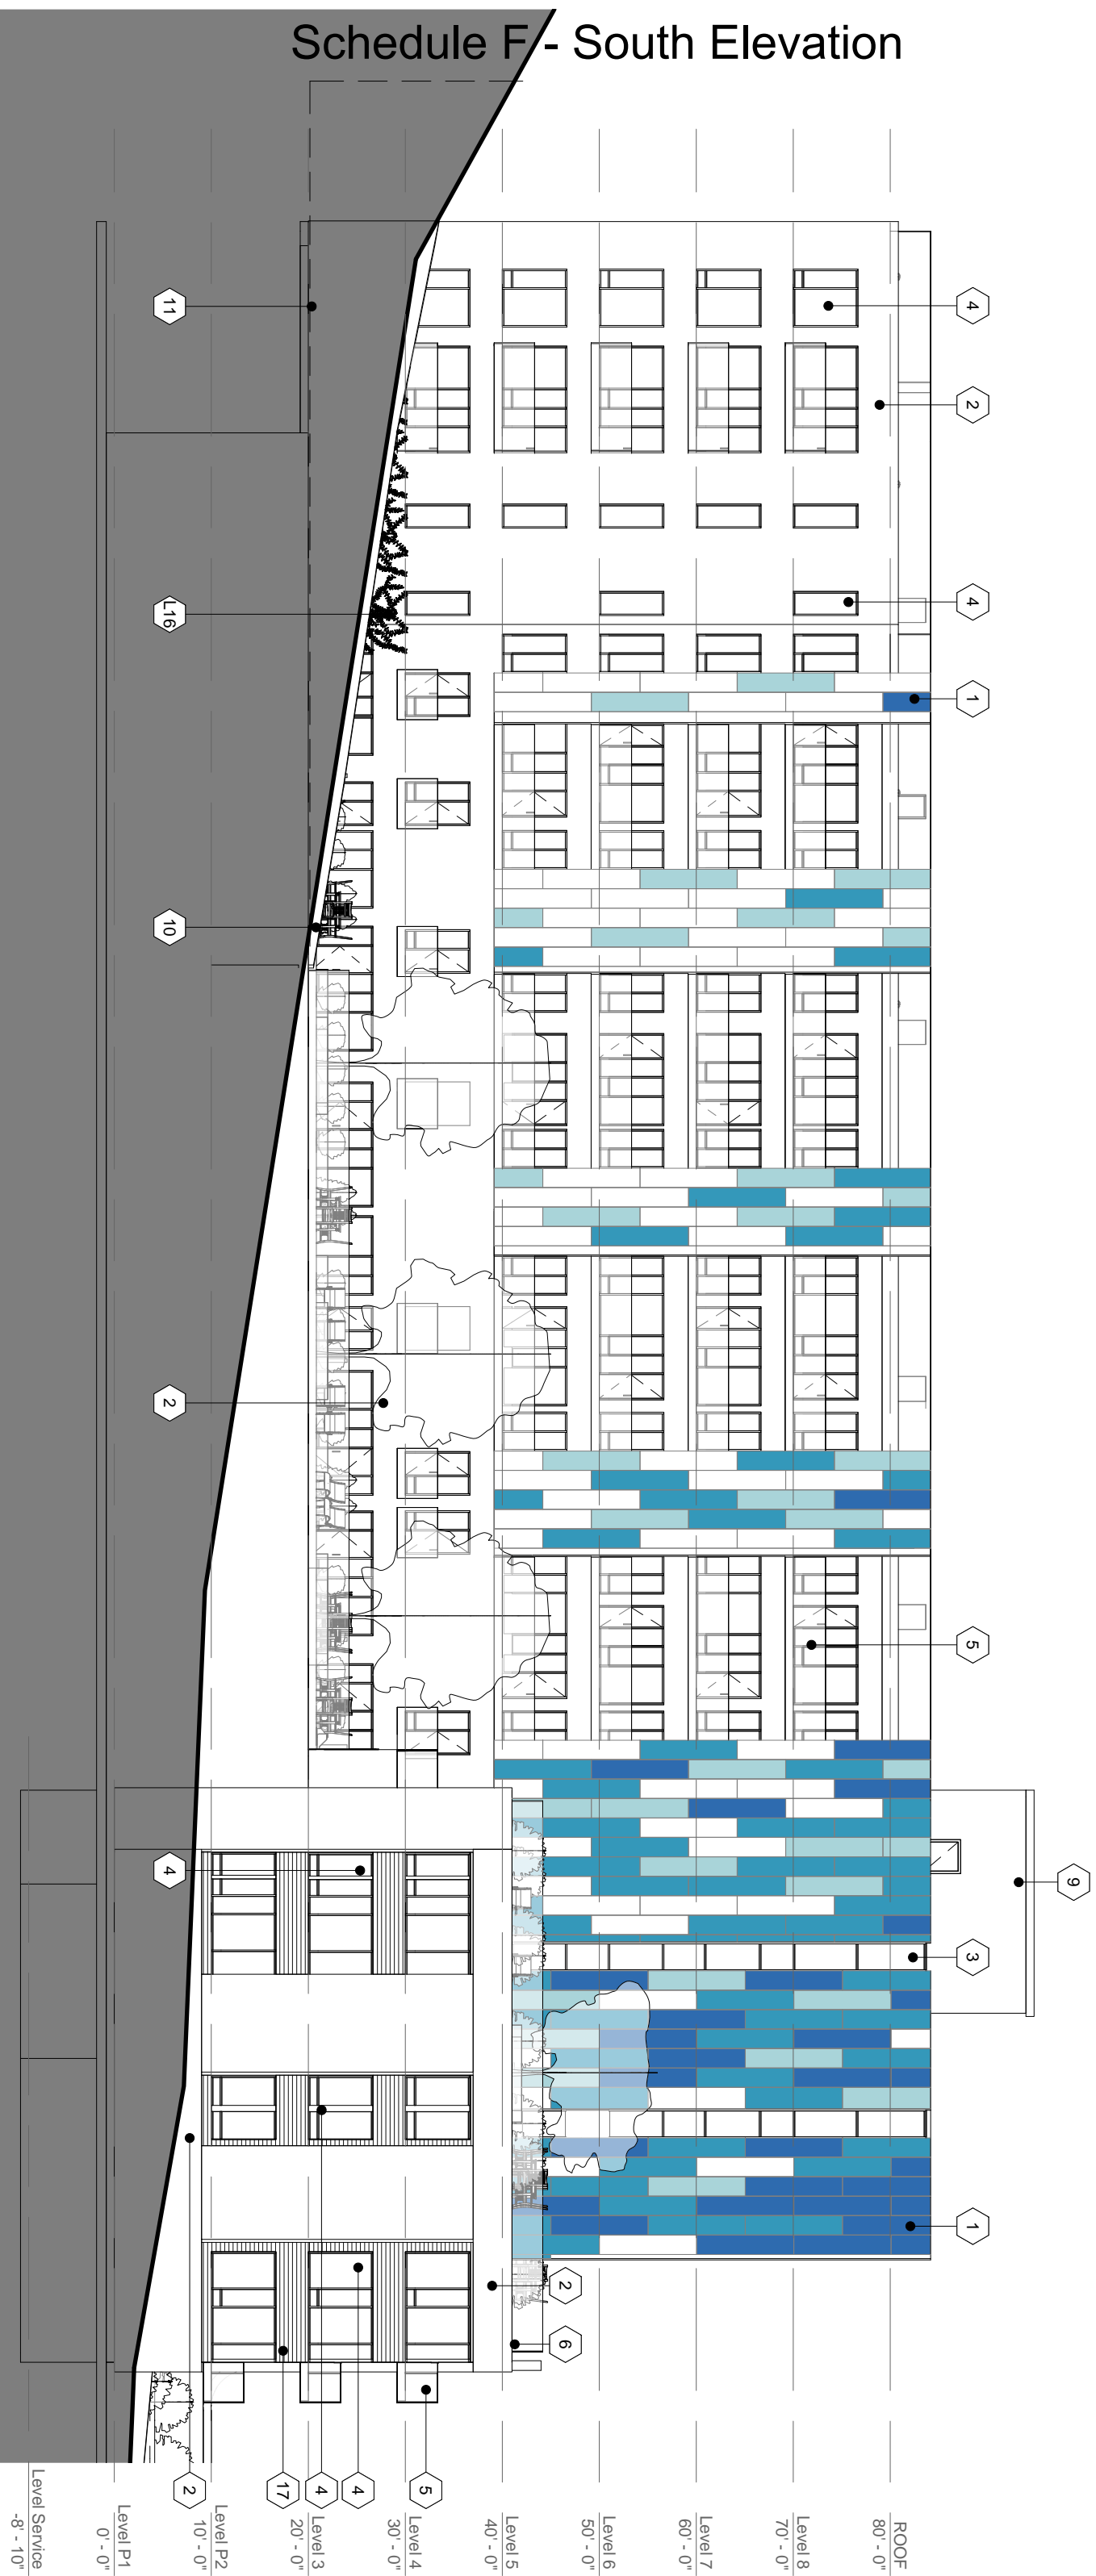 Schedule F - South Elevation
4
2
4
1
5
9
3
1
11
L16
10
2
4
2
6
2
17
4
4
5
ROOF
80' - 0"
Level 8
70' - 0"
Level 7
60' - 0"
Level 6
50' - 0"
Level 5
40' - 0"
Level 4
30' - 0"
Level 3
20' - 0"
Level P2
10' - 0"
Level P1
0' - 0"
Level Service
-8' - 10"